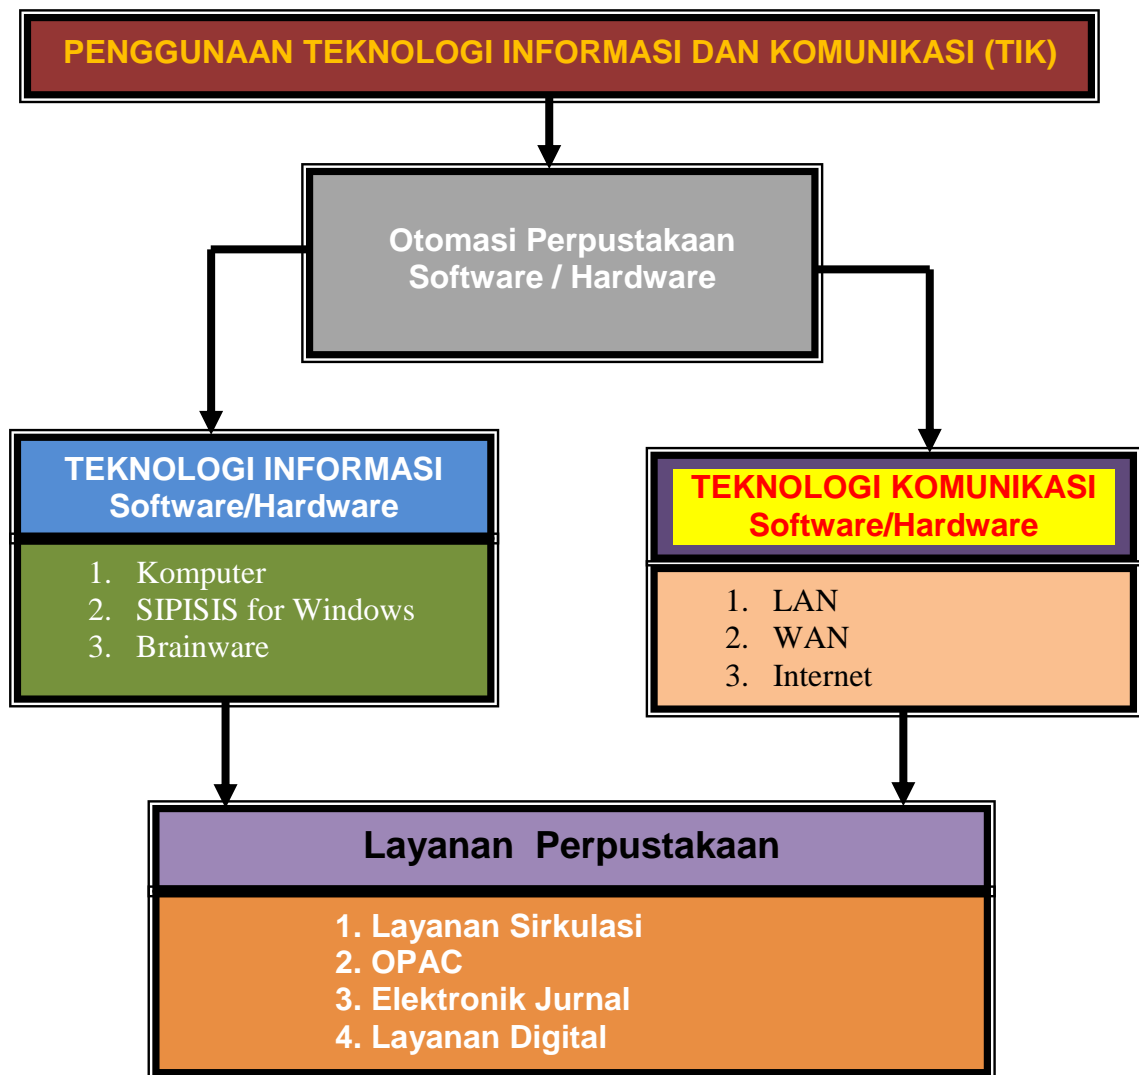 PENGGUNAAN TEKNOLOGI INFORMASI DAN KOMUNIKASI (TIK)
Otomasi Perpustakaan
Software / Hardware
TEKNOLOGI INFORMASI
Software/Hardware
1. Komputer
2. SIPISIS for Windows
3. Brainware
TEKNOLOGI KOMUNIKASI
Software/Hardware
1. LAN
2. WAN
3. Internet
Layanan Perpustakaan
1. Layanan Sirkulasi
2. OPAC
3. Elektronik Jurnal
4. Layanan Digital